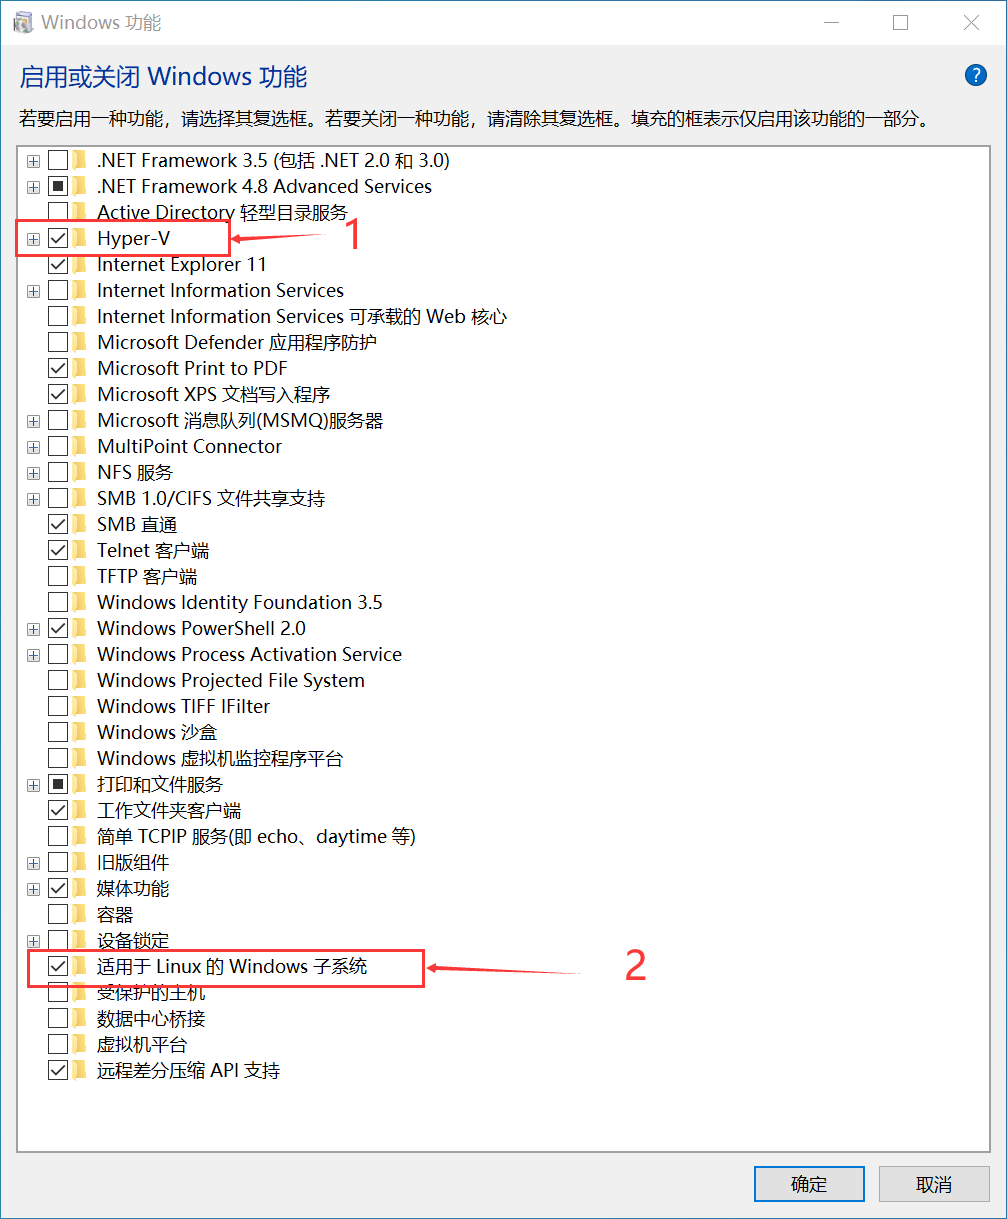 Windows 功能
启用或关闭 Windows 功能
?
若要启用一种功能，请选择其复选框。若要关闭一种功能，请清除其复选框。填充的框表示仅启用该功能的一部分。
.NET Framework 3.5 (包括 .NET 2.0 和 3.0)
.NET Framework 4.8 Advanced Services
Active Directory 轻型目录服务
Hyper-V
1
Internet Explorer 11
Internet Information Services
Internet Information Services 可承载的 Web 核心
Microsoft Defender 应用程序防护
Microsoft Print to PDF
Microsoft XPS 文档写入程序
Microsoft 消息队列(MSMQ)服务器
MultiPoint Connector
NFS 服务
SMB 1.0/CIFS 文件共享支持
SMB 直通
Telnet 客户端
TFTP 客户端
Windows Identity Foundation 3.5
Windows PowerShell 2.0
Windows Process Activation Service
Windows Projected File System
Windows TIFF IFilter
Windows 沙盒
Windows 虚拟机监控程序平台
打印和文件服务
工作文件夹客户端
简单 TCPIP 服务(即 echo、daytime 等)
旧版组件
媒体功能
容器
设备锁定
适用于 Linux 的 Windows 子系统
2
受保护的主机
数据中心桥接
虚拟机平台
远程差分压缩 API 支持
确定
取消